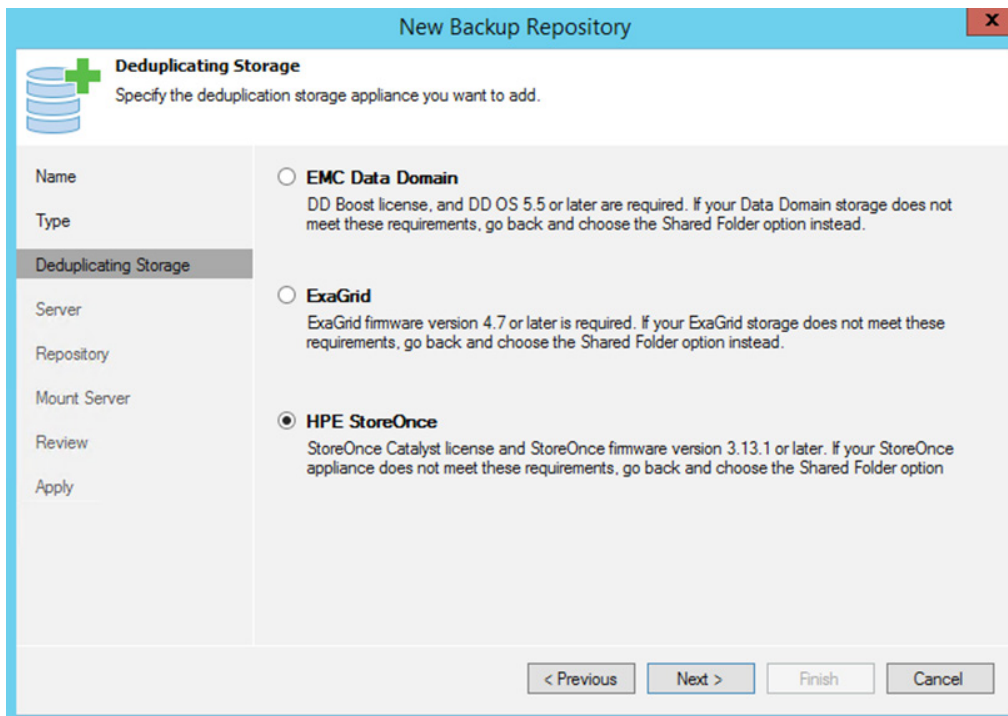 New Backup Repository
x
Deduplicating Storage
Specify the deduplication storage appliance you want to add.
Name
Type
Deduplicating Storage
Server
Repository
Mount Server
Review
Apply
EMC Data Domain
DD Boost license, and DD OS 5.5 or later are required. If your Data Domain storage does not
meet these requirements, go back and choose the Shared Folder option instead.
ExaGrid
ExaGrid firmware version 4.7 or later is required. If your ExaGrid storage does not meet these
requirements, go back and choose the Shared Folder option instead.
HPE StoreOnce
StoreOnce Catalyst license and StoreOnce firmware version 3.13.1 or later. If your StoreOnce
appliance does not meet these requirements, go back and choose the Shared Folder option
< Previous
Next >
Finish
Cancel